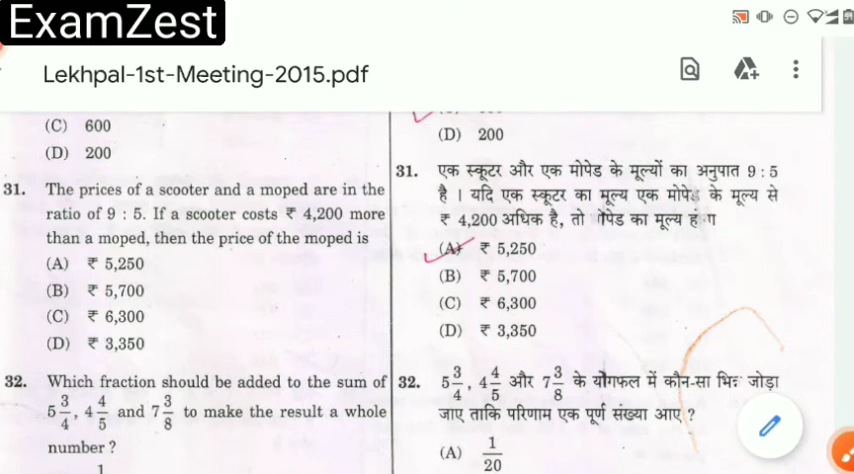 ExamZest
Lekhpal-1st-Meeting-2015.pdf
(C) 600
(D) 200
31. The prices of a scooter and a moped are in the
ratio of 9 : 5. If a scooter costs ₹ 4,200 more
than a moped, then the price of the moped is
(A) ₹ 5,250
(B) ₹ 5,700
(C) ₹ 6,300
(D) ₹ 3,350
32. Which fraction should be added to the sum of
5 3/4, 4 4/5 and 7 3/8 to make the result a whole
number ?
(D) 200
31. एक स्कूटर और एक मोपेड के मूल्यों का अनुपात 9 : 5
है । यदि एक स्कूटर का मूल्य एक मोपेड के मूल्य से
₹ 4,200 अधिक है, तो का मूल्य
(A) ₹ 5,250
(B) ₹ 5,700
(C) ₹ 6,300
(D) ₹ 3,350
32. 5 3/4, 4 4/5 और 7 3/8 के योगफल में कौन-सा भिन्न जोड़ा
जाए ताकि परिणाम एक पूर्ण संख्या आए ?
(A) 1/20